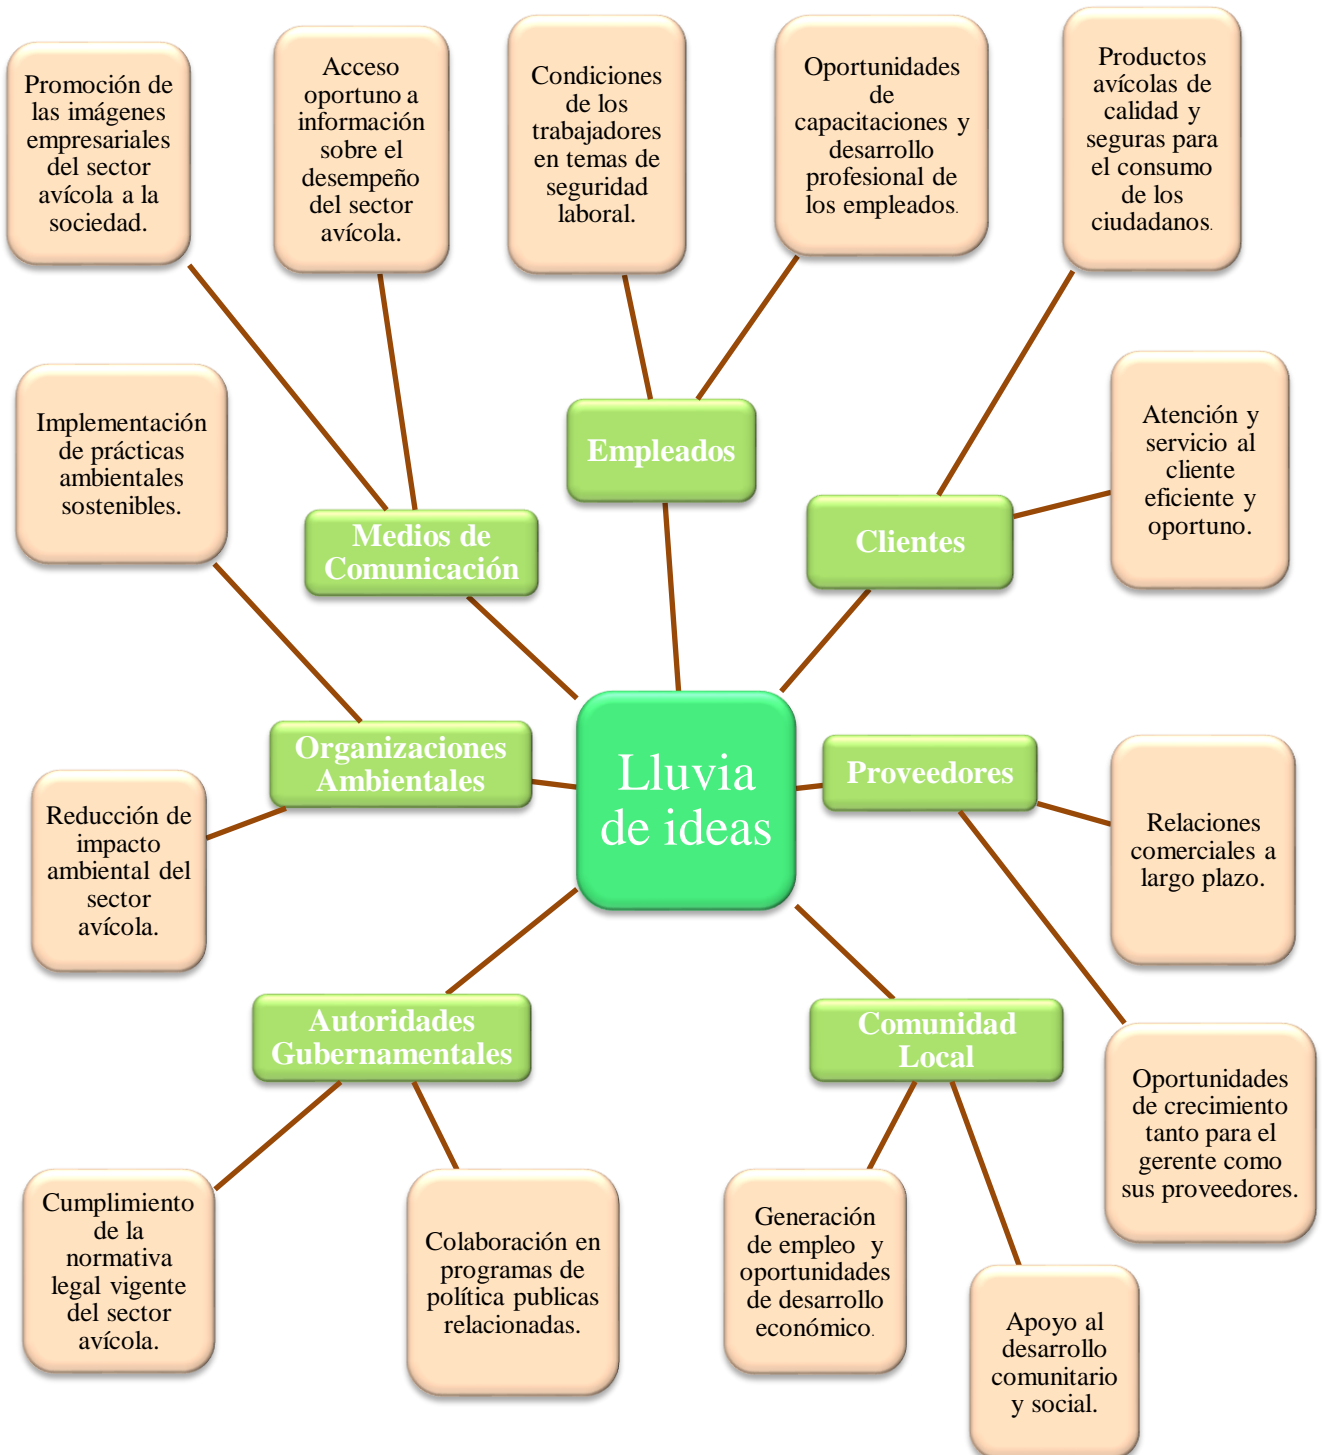 Promoción de
las imágenes
empresariales
del sector
avícola a la
sociedad.
Acceso
oportuno a
información
sobre el
desempeño
del sector
avícola.
Condiciones
de los
trabajadores
en temas de
seguridad
laboral.
Oportunidades
de
capacitaciones y
desarrollo
profesional de
los empleados.
Productos
avícolas de
calidad y
seguras para
el consumo
de los
ciudadanos.
Implementación
de prácticas
ambientales
sostenibles.
Empleados
Atención y
servicio al
cliente
eficiente y
oportuno.
Medios de
Comunicación
Clientes
Organizaciones
Ambientales
Lluvia
de ideas
Proveedores
Reducción de
impacto
ambiental del
sector
avícola.
Relaciones
comerciales a
largo plazo.
Autoridades
Gubernamentales
Comunidad
Local
Oportunidades
de crecimiento
tanto para el
gerente como
sus proveedores.
Cumplimiento
de la
normativa
legal vigente
del sector
avícola.
Colaboración en
programas de
política publicas
relacionadas.
Generación
de empleo y
oportunidades
de desarrollo
económico.
Apoyo al
desarrollo
comunitario
y social.